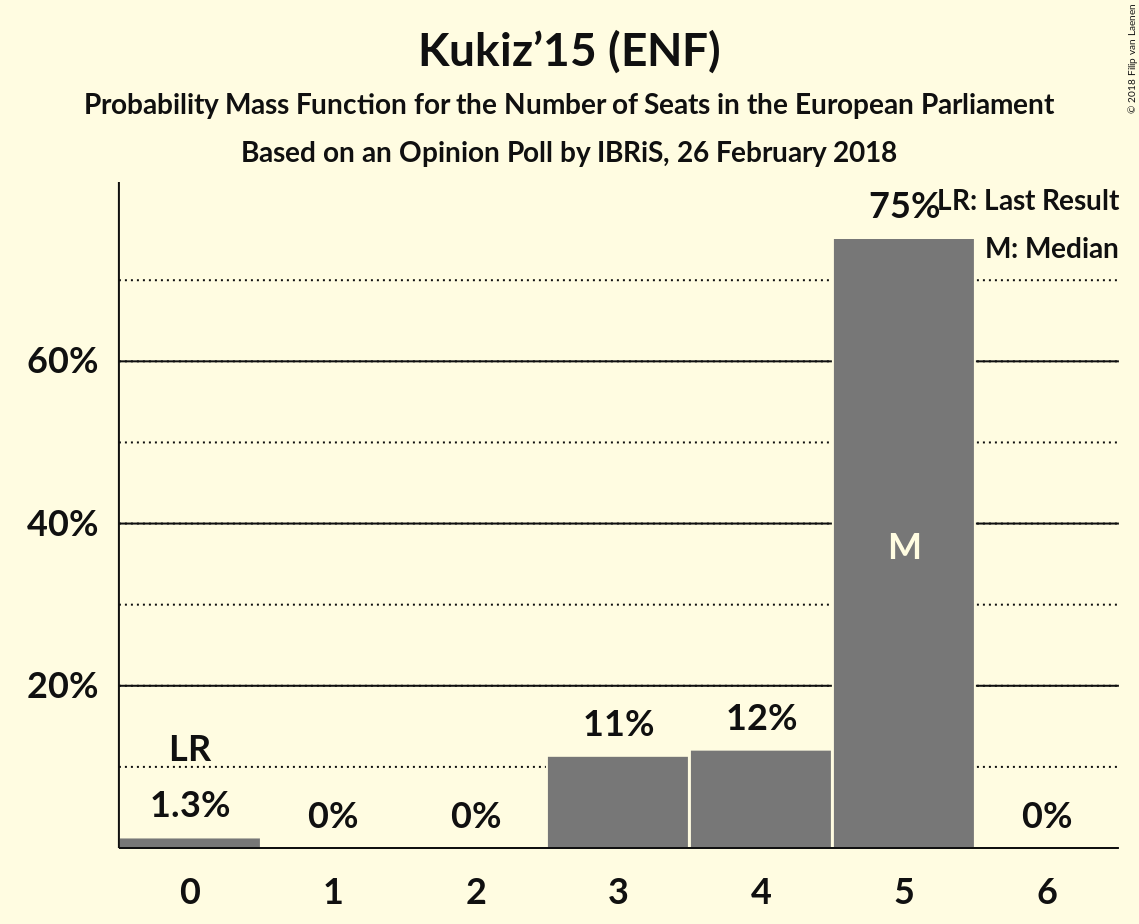 Kukiz’15 (ENF)
Probability Mass Function for the Number of Seats in the European Parliament
Based on an Opinion Poll by IBRiS, 26 February 2018
© 2018 Filip van Laenen
LR: Last Result
M: Median
60%
40%
20%
LR
1.3%
0%
0%
11%
12%
75%
M
0%
0 1 2 3 4 5 6